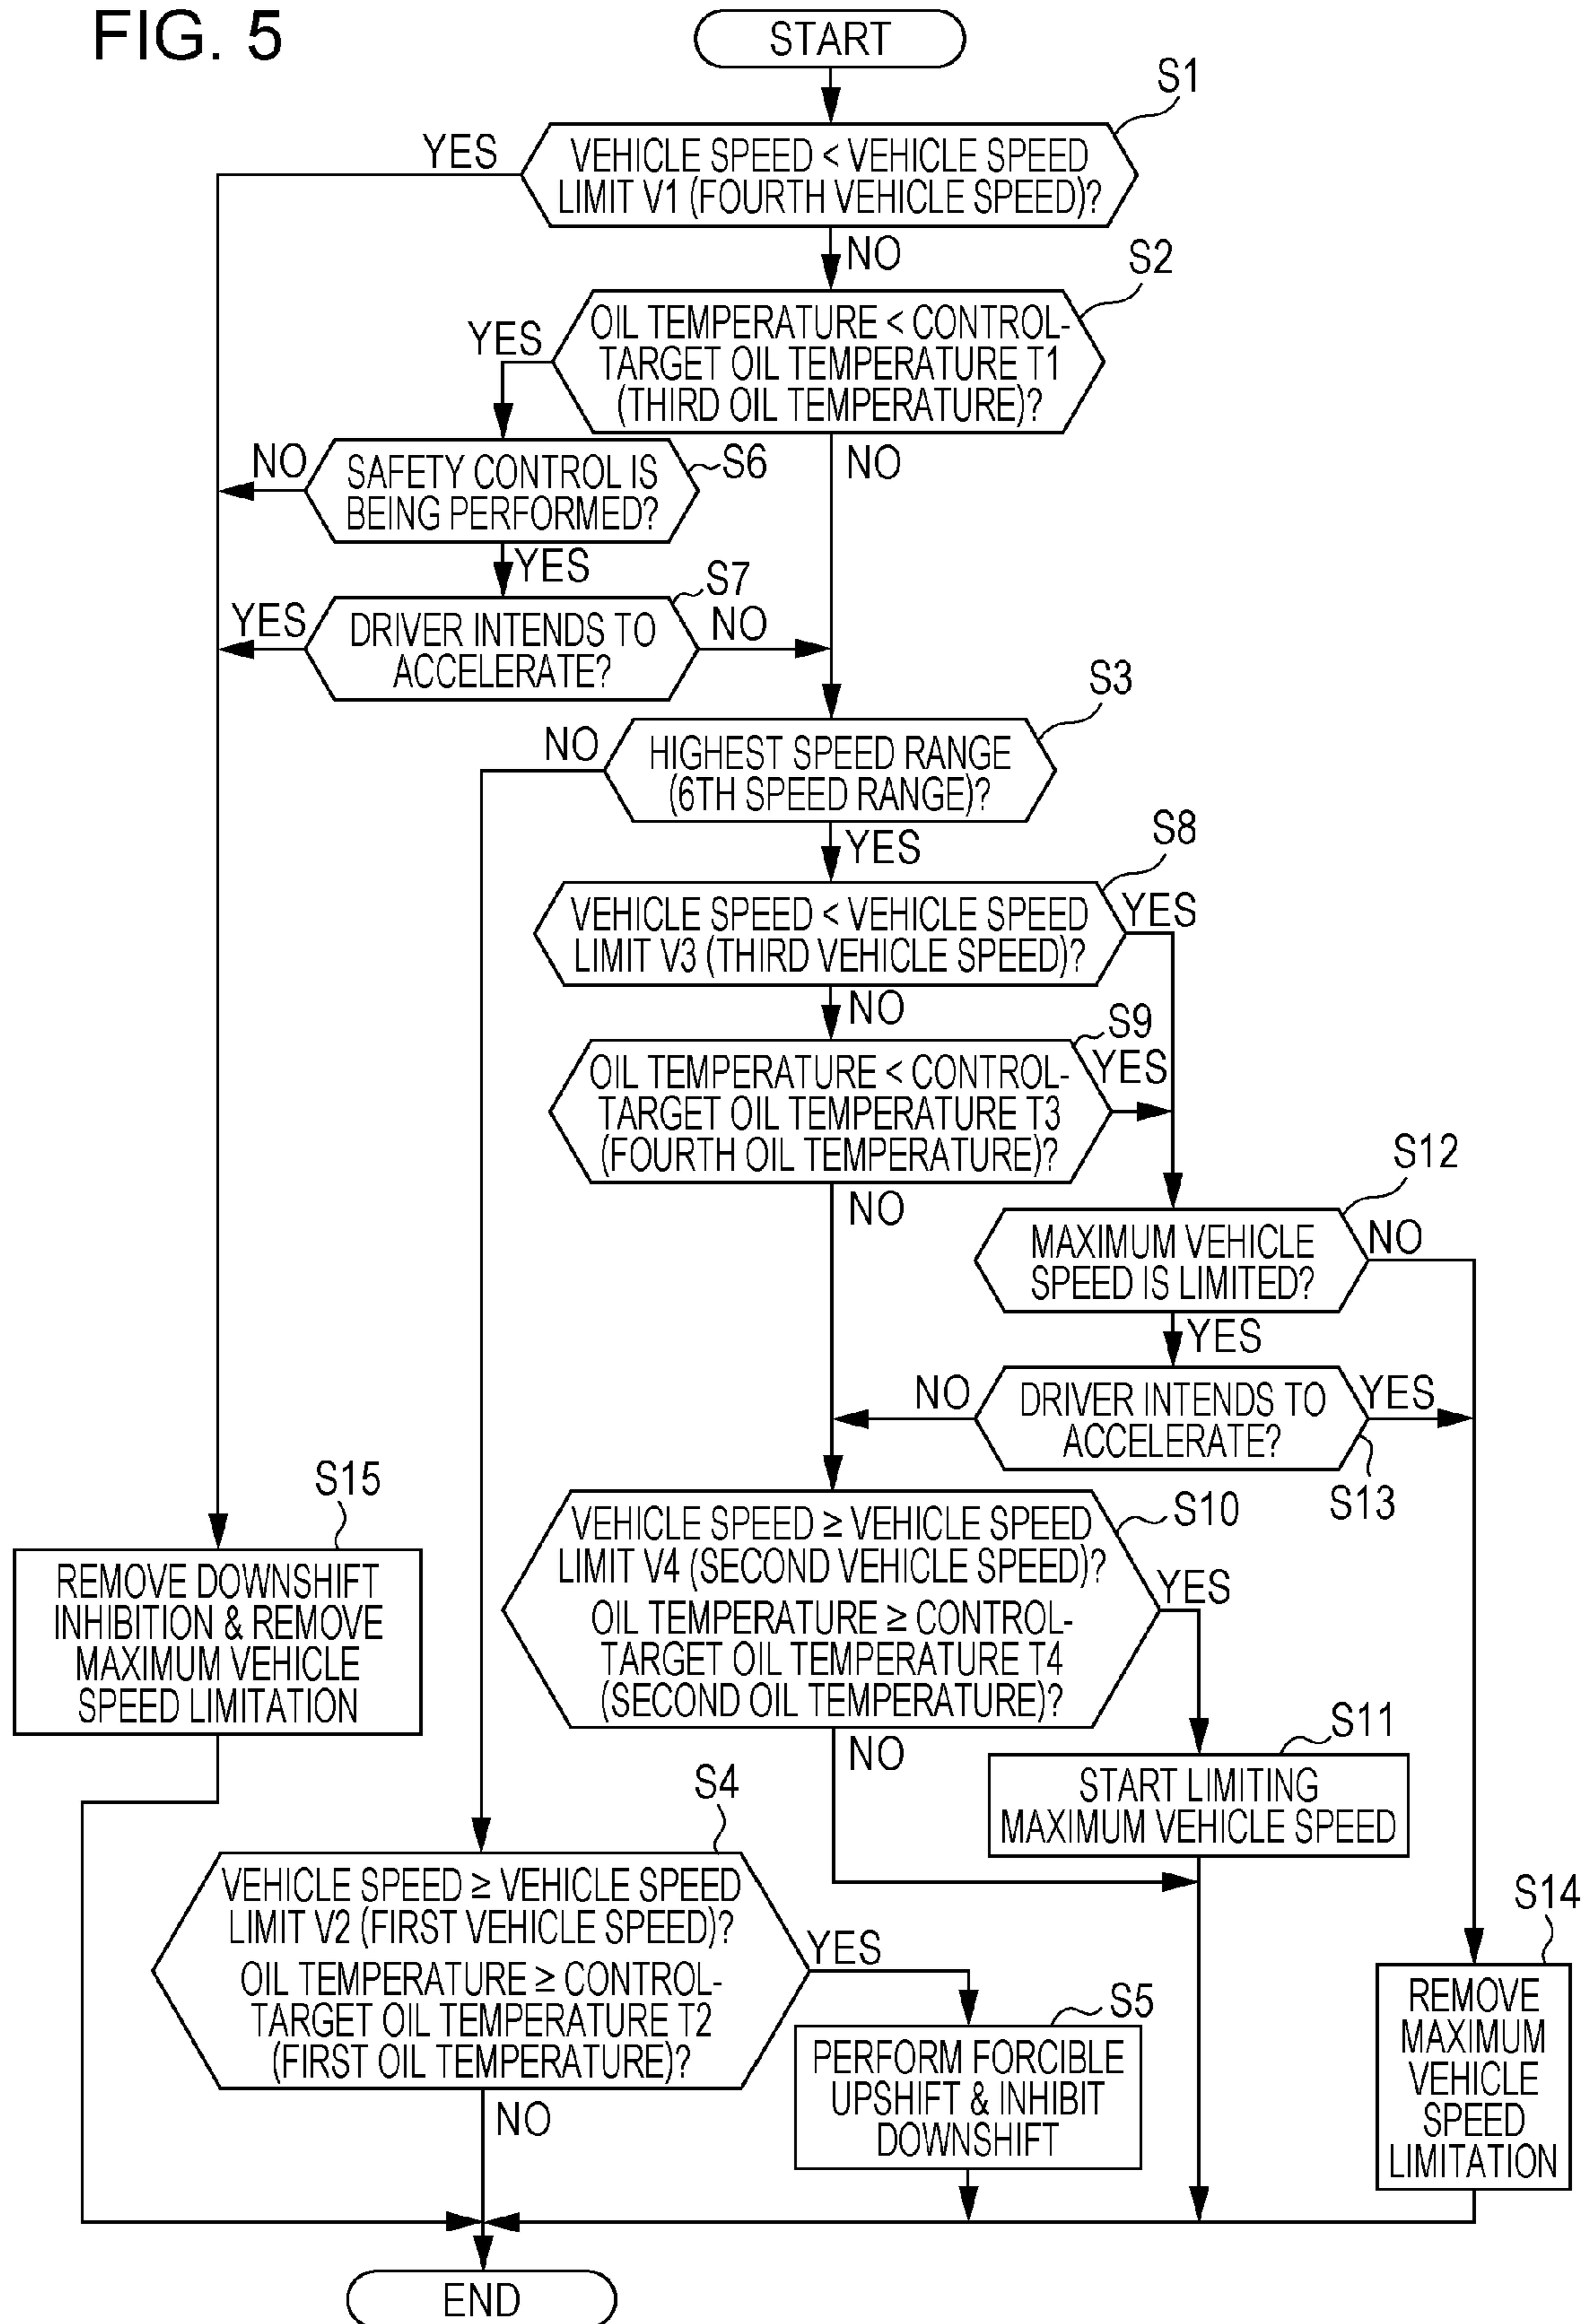 FIG. 5
START
S1
YES
VEHICLE SPEED < VEHICLE SPEED
LIMIT V1 (FOURTH VEHICLE SPEED)?
NO
S2
YES
OIL TEMPERATURE < CONTROL-
TARGET OIL TEMPERATURE T1
(THIRD OIL TEMPERATURE)?
NO
NO
SAFETY CONTROL IS
BEING PERFORMED?
S6
YES
S7
YES
DRIVER INTENDS TO
ACCELERATE?
NO
S3
NO
HIGHEST SPEED RANGE
(6TH SPEED RANGE)?
YES
S8
VEHICLE SPEED < VEHICLE SPEED
LIMIT V3 (THIRD VEHICLE SPEED)?
YES
NO
S9
OIL TEMPERATURE < CONTROL-
TARGET OIL TEMPERATURE T3
(FOURTH OIL TEMPERATURE)?
YES
NO
S12
MAXIMUM VEHICLE
SPEED IS LIMITED?
NO
YES
NO
DRIVER INTENDS TO
ACCELERATE?
YES
S13
S15
REMOVE DOWNSHIFT
INHIBITION & REMOVE
MAXIMUM VEHICLE
SPEED LIMITATION
VEHICLE SPEED ≥ VEHICLE SPEED
LIMIT V4 (SECOND VEHICLE SPEED)?
OIL TEMPERATURE ≥ CONTROL-
TARGET OIL TEMPERATURE T4
(SECOND OIL TEMPERATURE)?
S10
YES
NO
S11
START LIMITING
MAXIMUM VEHICLE SPEED
S4
VEHICLE SPEED ≥ VEHICLE SPEED
LIMIT V2 (FIRST VEHICLE SPEED)?
OIL TEMPERATURE ≥ CONTROL-
TARGET OIL TEMPERATURE T2
(FIRST OIL TEMPERATURE)?
YES
NO
S5
PERFORM FORCIBLE
UPSHIFT & INHIBIT
DOWNSHIFT
S14
REMOVE
MAXIMUM
VEHICLE
SPEED
LIMITATION
END